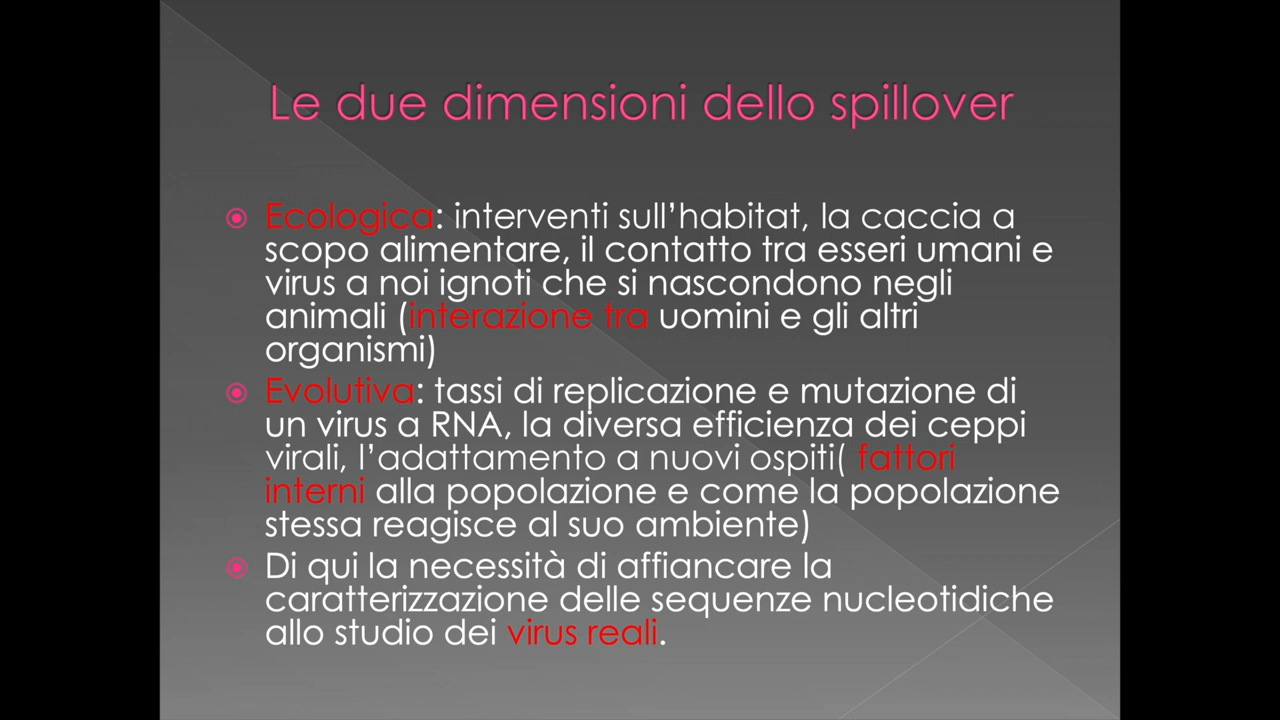 Le due dimensioni dello spillover
Ecologica: interventi sull’habitat, la caccia a
scopo alimentare, il contatto tra esseri umani e
virus a noi ignoti che si nascondono negli
animali (interazione tra uomini e gli altri
organismi)
Evolutiva: tassi di replicazione e mutazione di
un virus a RNA, la diversa efficienza dei ceppi
virali, l’adattamento a nuovi ospiti( fattori
interni alla popolazione e come la popolazione
stessa reagisce al suo ambiente)
Di qui la necessità di affiancare la
caratterizzazione delle sequenze nucleotidiche
allo studio dei virus reali.